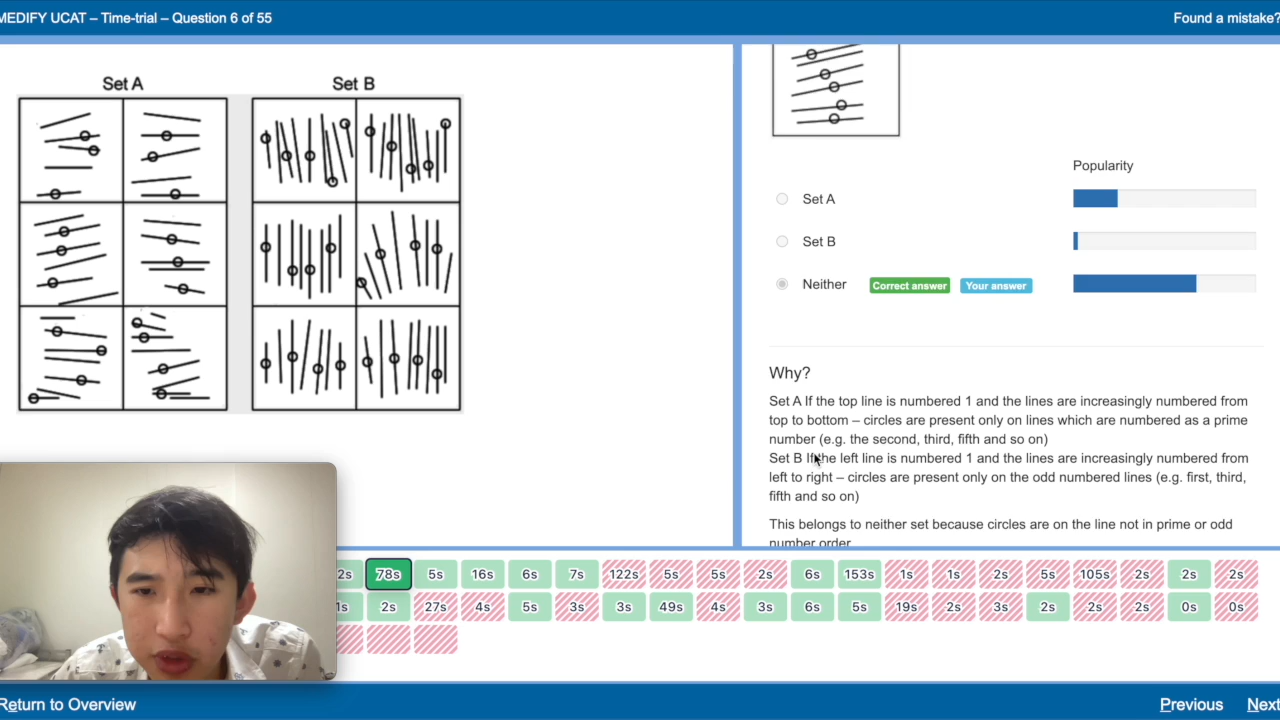 MEDIFY UCAT – Time-trial – Question 6 of 55
Found a mistake?
Set A
Set B
Popularity
Set A
Set B
Neither
Correct answer
Your answer
Why?
Set A If the top line is numbered 1 and the lines are increasingly numbered from
top to bottom – circles are present only on lines which are numbered as a prime
number (e.g. the second, third, fifth and so on)
Set B If the left line is numbered 1 and the lines are increasingly numbered from
left to right – circles are present only on the odd numbered lines (e.g. first, third,
fifth and so on)
This belongs to neither set because circles are on the line not in prime or odd
number order
2s 78s 5s 16s 6s 7s 122s 5s 5s 2s 6s 153s 1s 1s 2s 5s 105s 2s 2s 2s
1s 2s 27s 4s 5s 3s 3s 49s 4s 3s 6s 5s 19s 2s 3s 2s 2s 2s 0s 0s
Return to Overview
Previous
Next